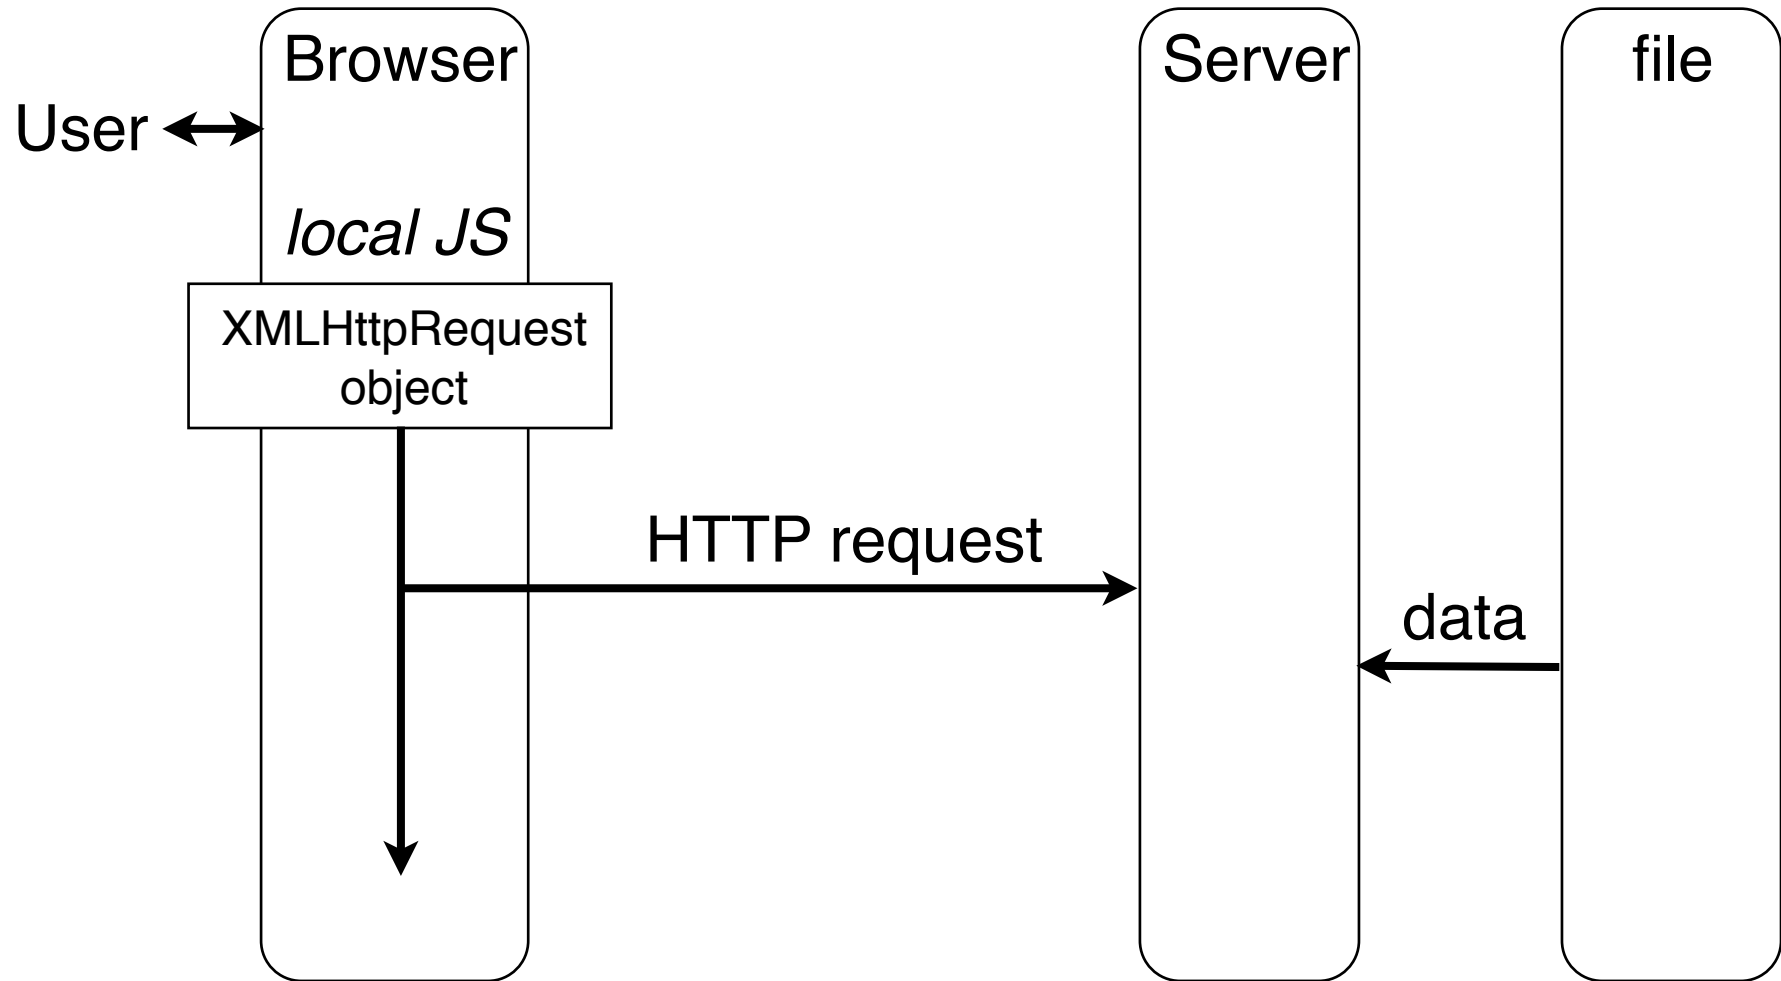 Browser
Server
file
User
local JS
XMLHttpRequest
object
HTTP request
data